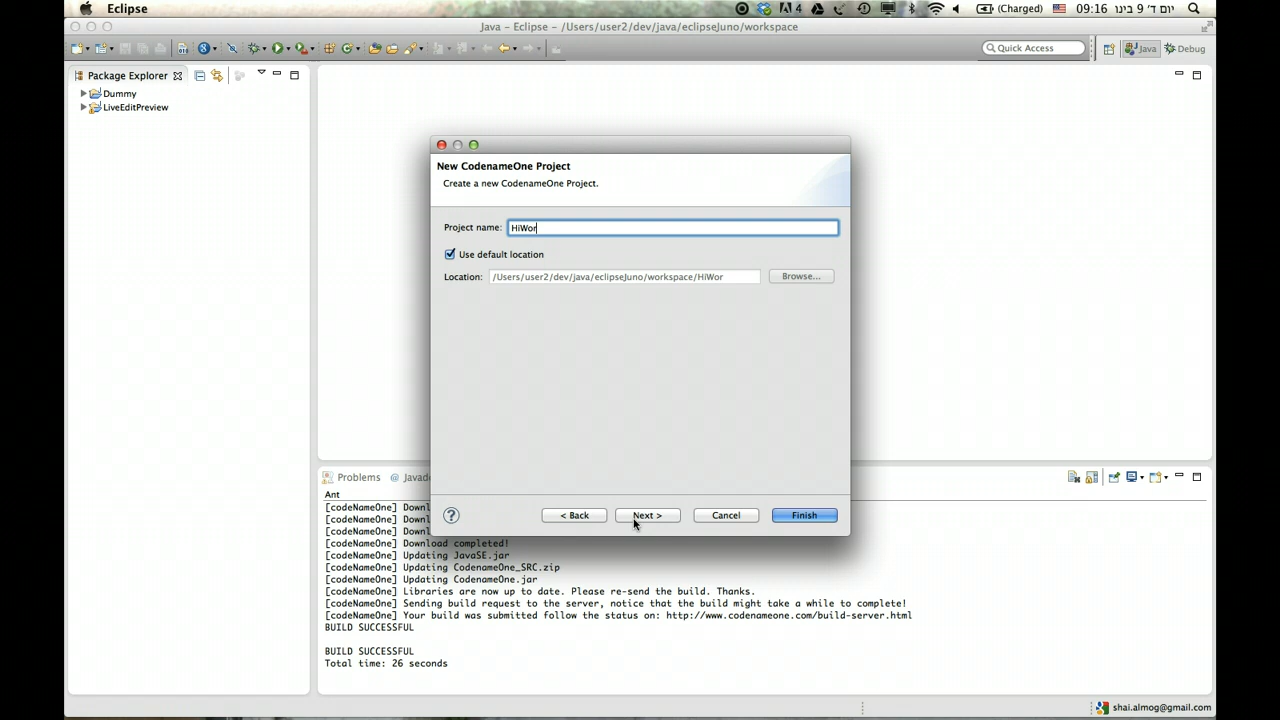 Eclipse
4
(Charged)
09:16 יום ד׳ 9 בינו
Java - Eclipse - /Users/user2/dev/java/eclipseJuno/workspace
Quick Access
Java
Debug
Package Explorer
Dummy
LiveEditPreview
New CodenameOne Project
Create a new CodenameOne Project.
Project name: HiWor
Use default location
Location: /Users/user2/dev/java/eclipseJuno/workspace/HiWor
Browse...
? < Back Next > Cancel Finish
Problems @ Javad
Ant
[codeNameOne] Downl
[codeNameOne] Downl
[codeNameOne] Downl
[codeNameOne] Download completed!
[codeNameOne] Updating JavaSE.jar
[codeNameOne] Updating CodenameOne_SRC.zip
[codeNameOne] Updating CodenameOne.jar
[codeNameOne] Libraries are now up to date. Please re-send the build. Thanks.
[codeNameOne] Sending build request to the server, notice that the build might take a while to complete!
[codeNameOne] Your build was submitted follow the status on: http://www.codenameone.com/build-server.html
BUILD SUCCESSFUL
BUILD SUCCESSFUL
Total time: 26 seconds
shai.almog@gmail.com